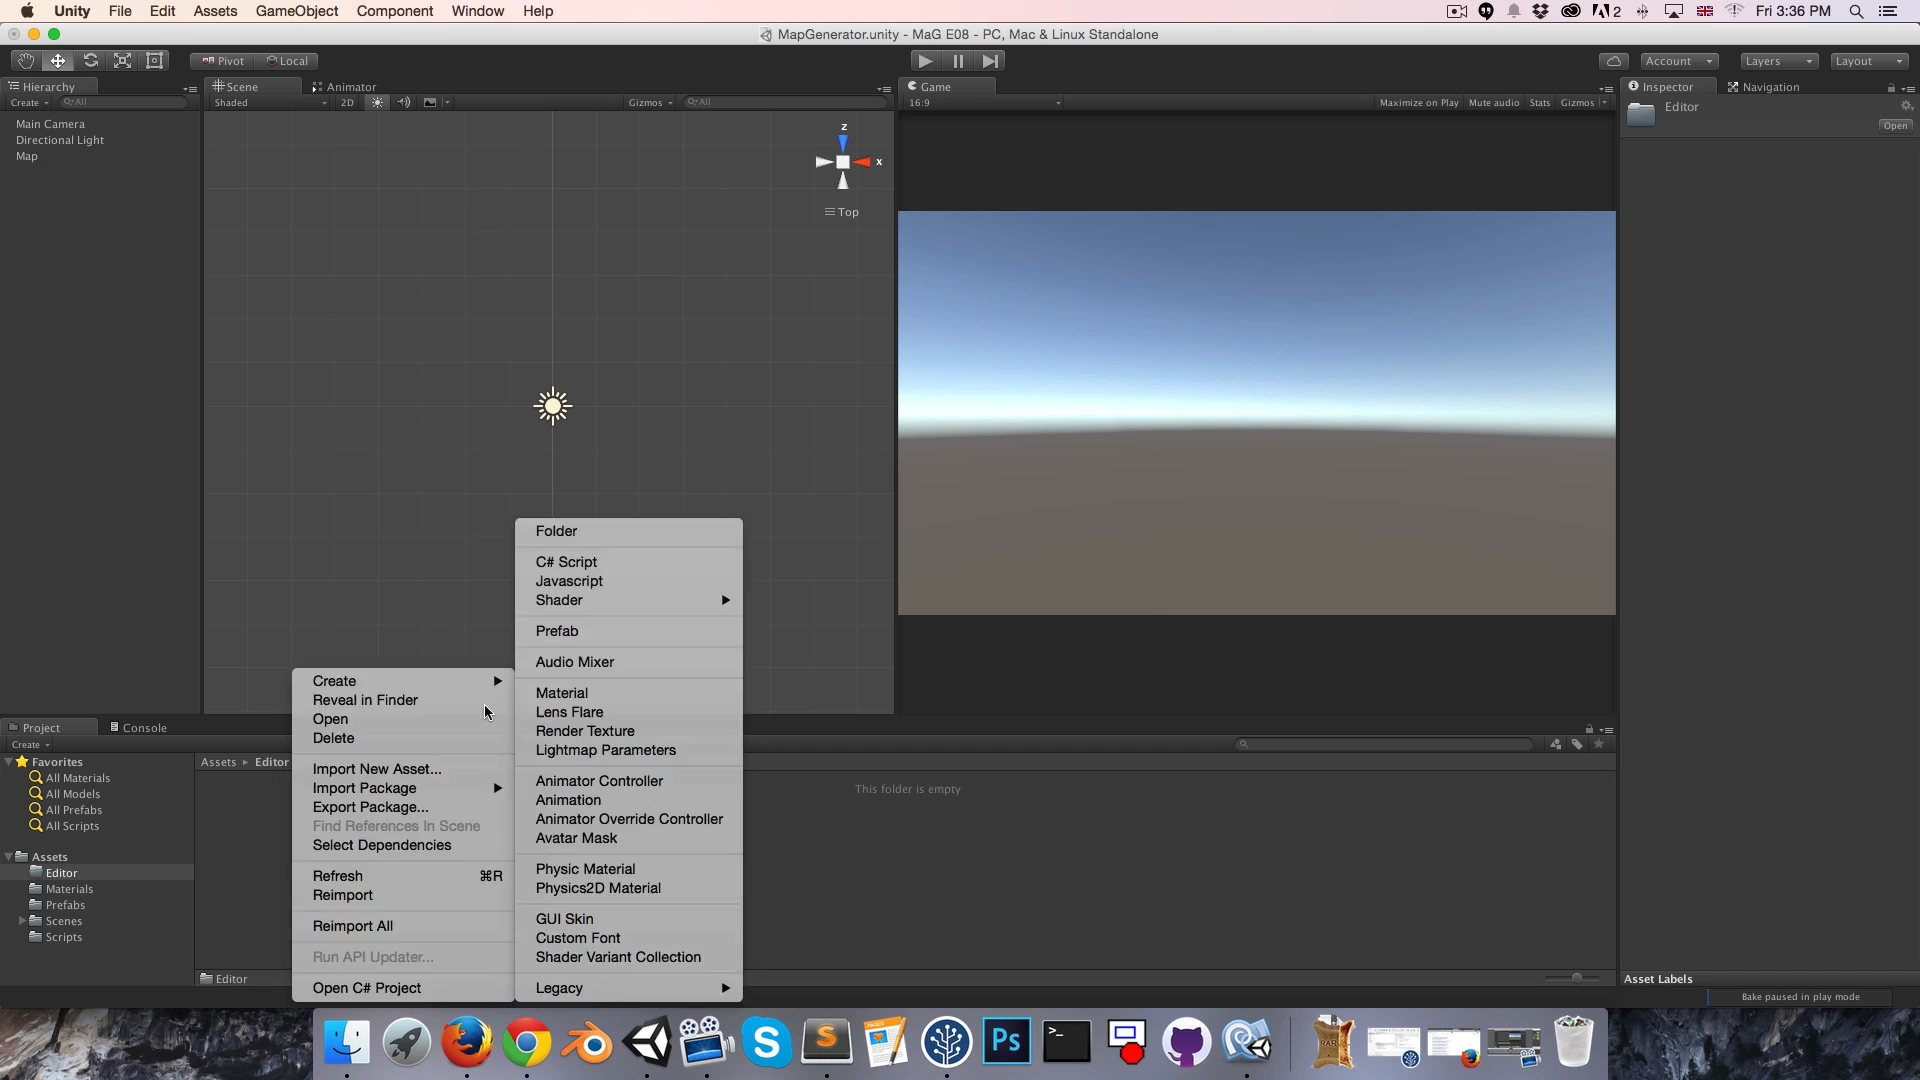 Unity File Edit Assets GameObject Component Window Help
2 Fri 3:36 PM
MapGenerator.unity - MaG E08 - PC, Mac & Linux Standalone
Pivot Local
Account Layers Layout
Hierarchy
Scene Animator
Game
Inspector Navigation
Create All
Shaded 2D Gizmos All
16:9 Maximize on Play Mute audio Stats Gizmos
Editor
Open
Main Camera
Directional Light
Map
z
x
Top
Folder
C# Script
Javascript
Shader
Prefab
Audio Mixer
Material
Lens Flare
Render Texture
Lightmap Parameters
Animator Controller
Animation
Animator Override Controller
Avatar Mask
Physic Material
Physics2D Material
GUI Skin
Custom Font
Shader Variant Collection
Legacy
Create
Reveal in Finder
Open
Delete
Import New Asset...
Import Package
Export Package...
Find References In Scene
Select Dependencies
Refresh ⌘R
Reimport
Reimport All
Run API Updater...
Open C# Project
Project Console
Create
Favorites
All Materials
All Models
All Prefabs
All Scripts
Assets
Editor
Materials
Prefabs
Scenes
Scripts
Assets ▸ Editor
This folder is empty
Editor
Asset Labels
Bake paused in play mode
PAGES
Ps
>_
RAR